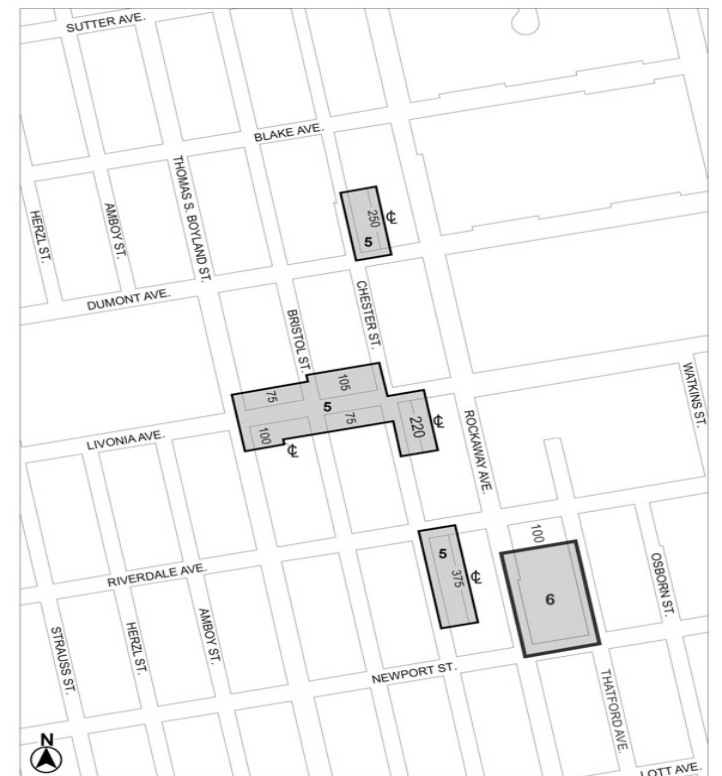 SUTTER AVE.
BLAKE AVE.
THOMAS S. BOYLAND ST.
HERZL ST.
AMBOY ST.
250
℄
5
DUMONT AVE.
BRISTOL ST.
CHESTER ST.
75
105
5
100
75
220
℄
LIVONIA AVE.
ROCKAWAY AVE.
WATKINS ST.
100
5
375
℄
6
OSBORN ST.
RIVERDALE AVE.
STRAUSS ST.
HERZL ST.
AMBOY ST.
NEWPORT ST.
THATFORD AVE.
N
LOTT AVE.